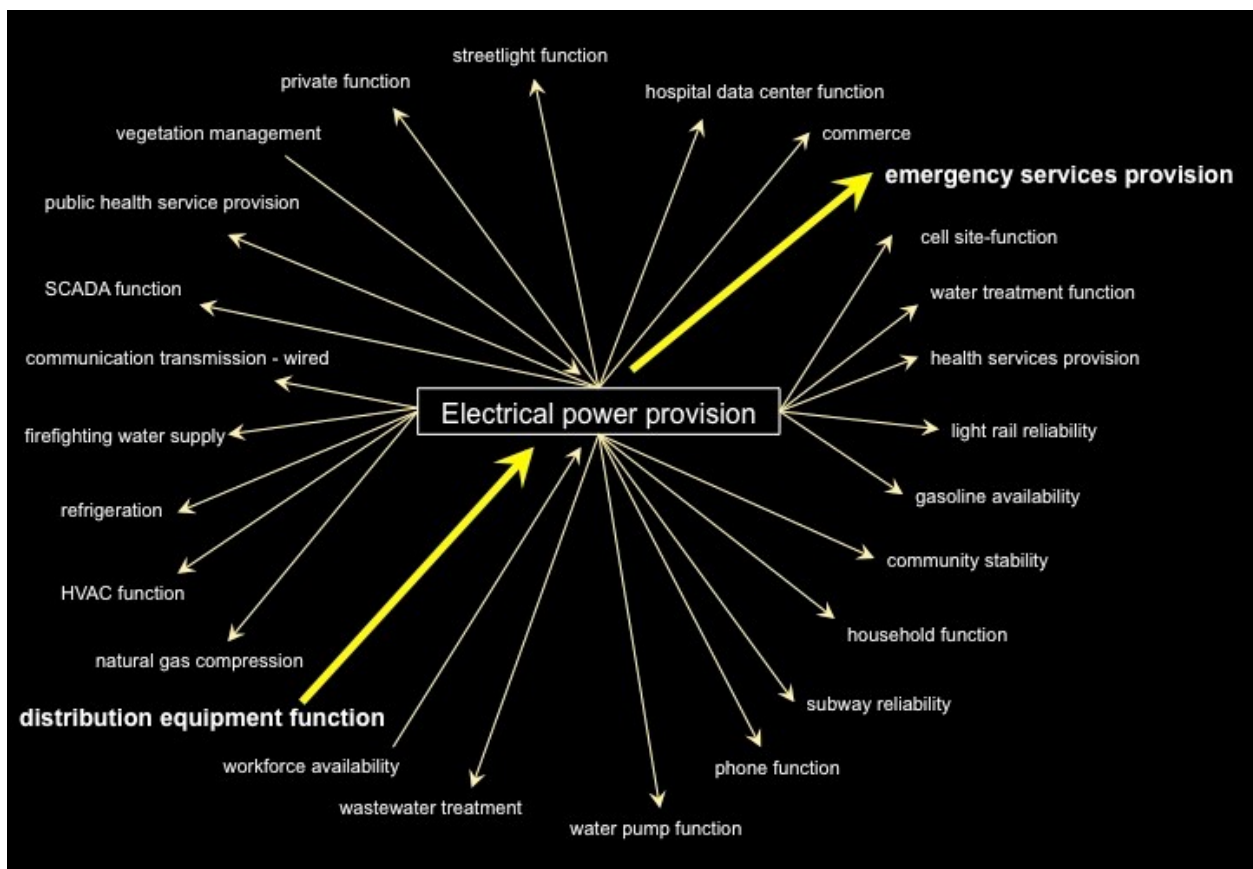 streetlight function
private function
hospital data center function
vegetation management
commerce
emergency services provision
public health service provision
cell site-function
SCADA function
water treatment function
communication transmission - wired
health services provision
Electrical power provision
firefighting water supply
light rail reliability
refrigeration
gasoline availability
community stability
HVAC function
household function
natural gas compression
subway reliability
distribution equipment function
workforce availability
phone function
wastewater treatment
water pump function